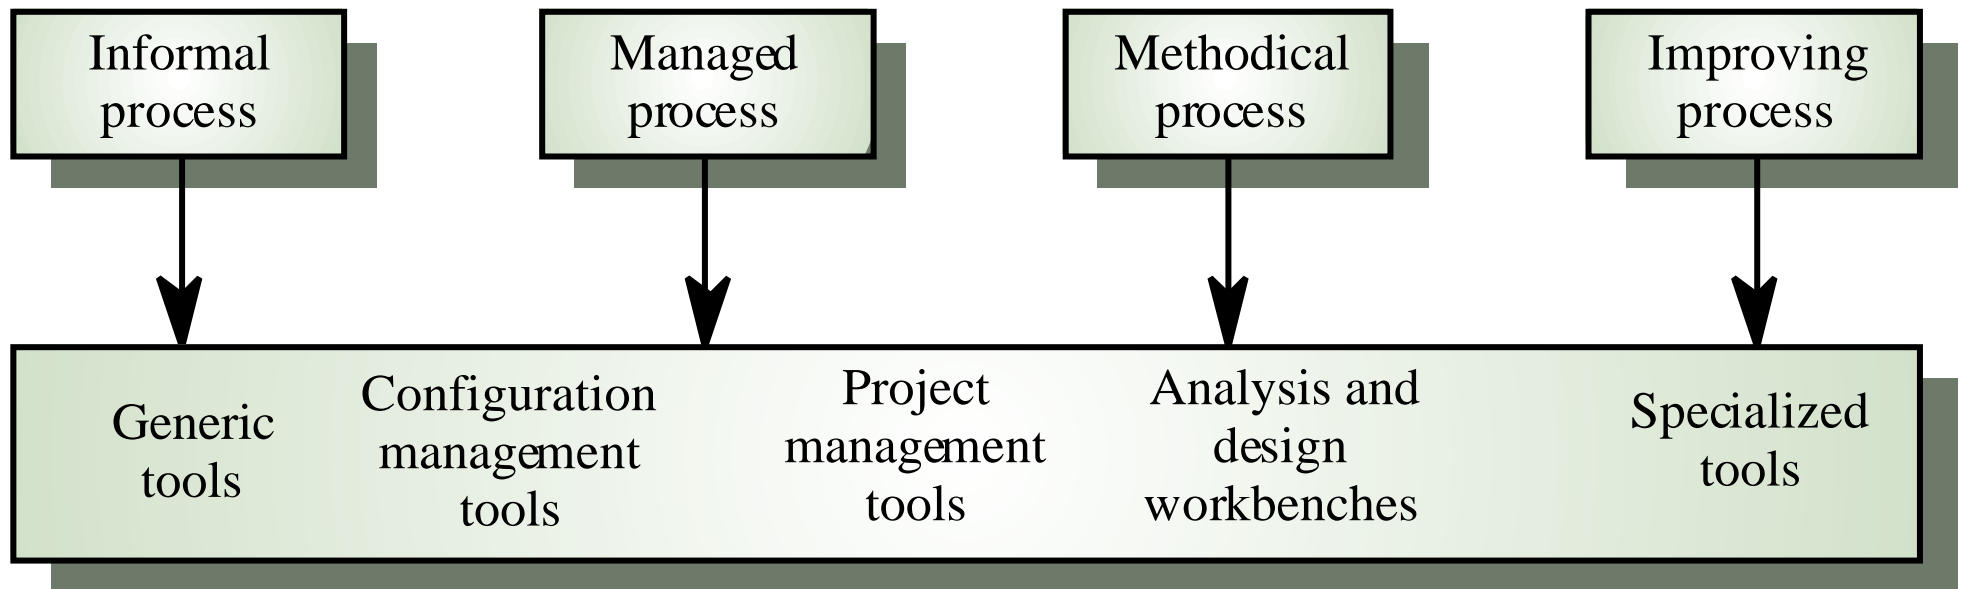 Informal
process
Managed
process
Methodical
process
Improving
process
Generic
tools
Configuration
management
tools
Project
management
tools
Analysis and
design
workbenches
Specialized
tools